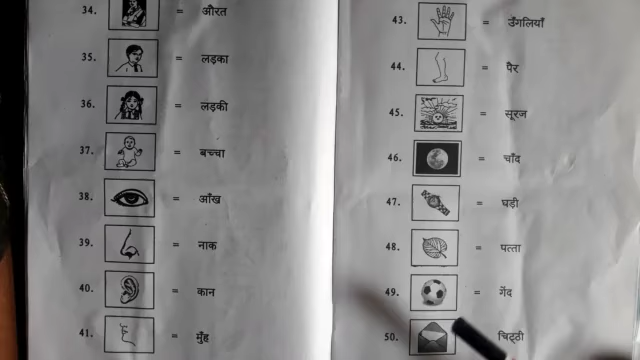 34. = औरत
35. = लड़का
36. = लड़की
37. = बच्चा
38. = आँख
39. = नाक
40. = कान
41. = मुँह
43. = उँगलियाँ
44. = पैर
45. = सूरज
46. = चाँद
47. = घड़ी
48. = पत्ता
49. = गेंद
50. चिट्ठी